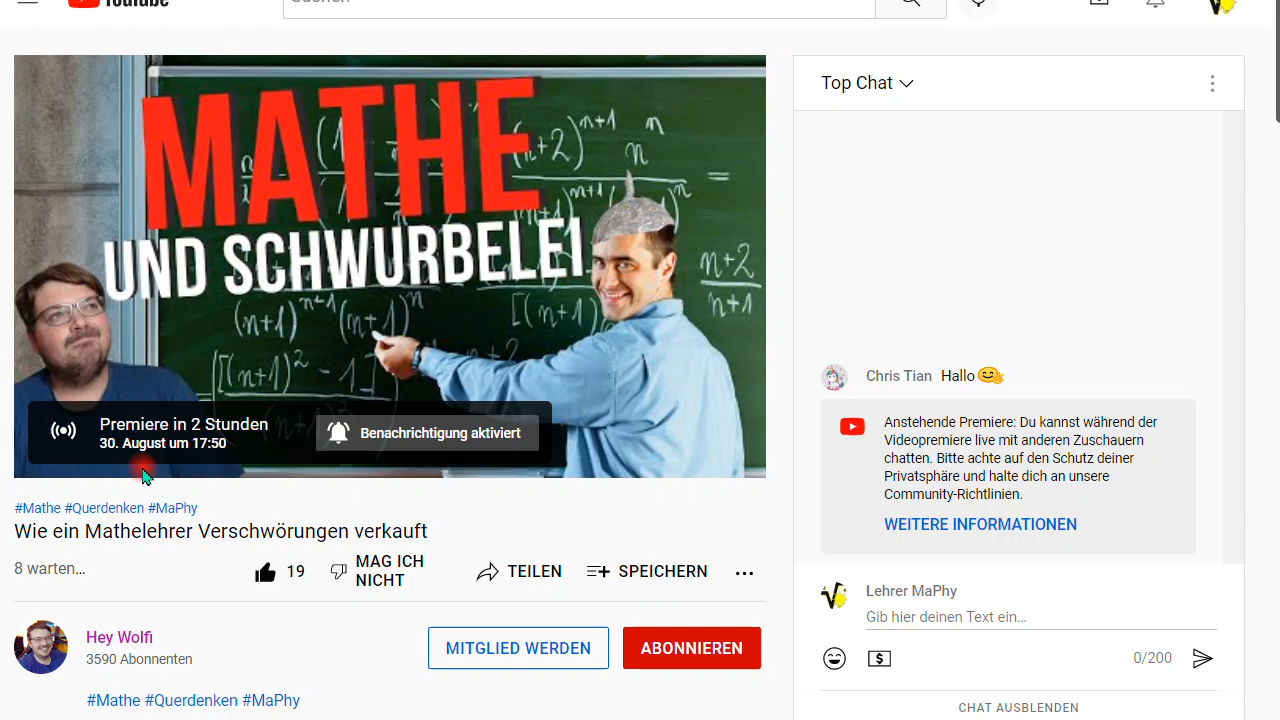 YouTube
Suchen
MATHE
UND SCHWURBELEI
Premiere in 2 Stunden
30. August um 17:50
Benachrichtigung aktiviert
#Mathe #Querdenken #MaPhy
Wie ein Mathelehrer Verschwörungen verkauft
8 warten…
19
MAG ICH
NICHT
TEILEN
SPEICHERN
Hey Wolfi
3590 Abonnenten
MITGLIED WERDEN
ABONNIEREN
#Mathe #Querdenken #MaPhy
Top Chat
Chris Tian Hallo
Anstehende Premiere: Du kannst während der
Videopremiere live mit anderen Zuschauern
chatten. Bitte achte auf den Schutz deiner
Privatsphäre und halte dich an unsere
Community-Richtlinien.
WEITERE INFORMATIONEN
Lehrer MaPhy
Gib hier deinen Text ein…
0/200
CHAT AUSBLENDEN